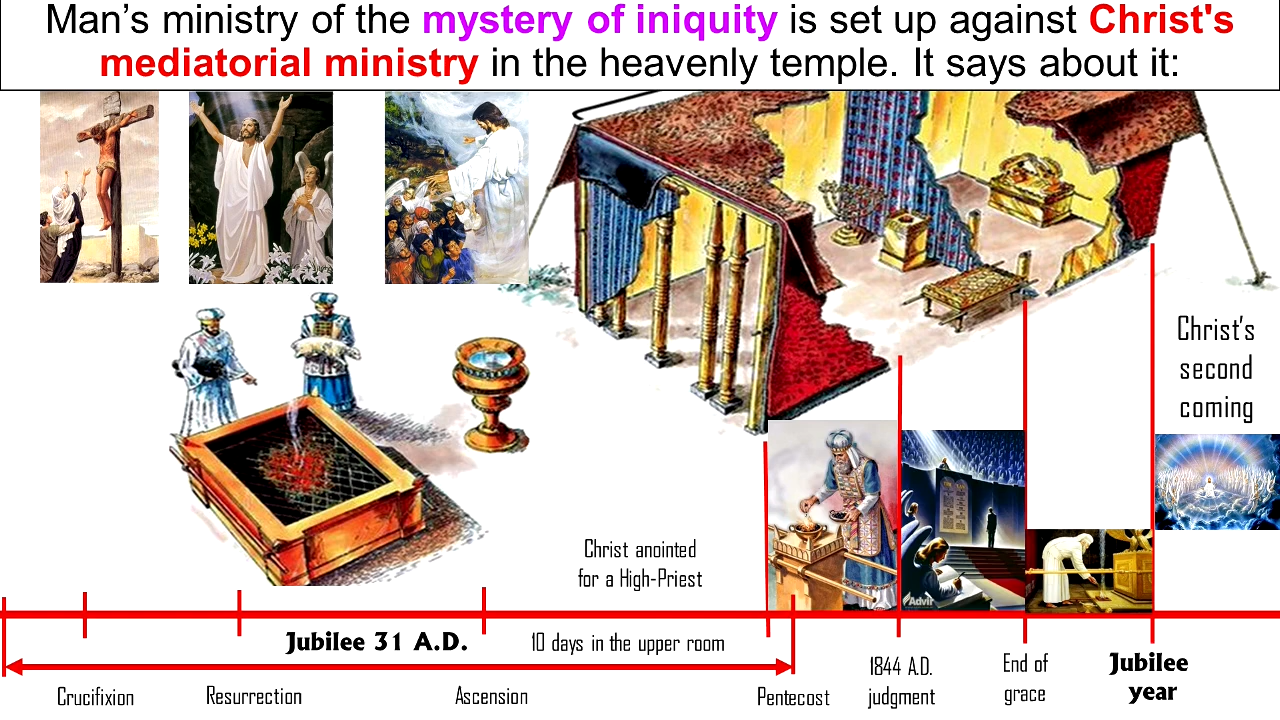 Man’s ministry of the mystery of iniquity is set up against Christ's
mediatorial ministry in the heavenly temple. It says about it:
Christ’s
second
coming
Christ anointed
for a High-Priest
Advir
Jubilee 31 A.D.
10 days in the upper room
Crucifixion
Resurrection
Ascension
Pentecost
1844 A.D.
judgment
End of
grace
Jubilee
year